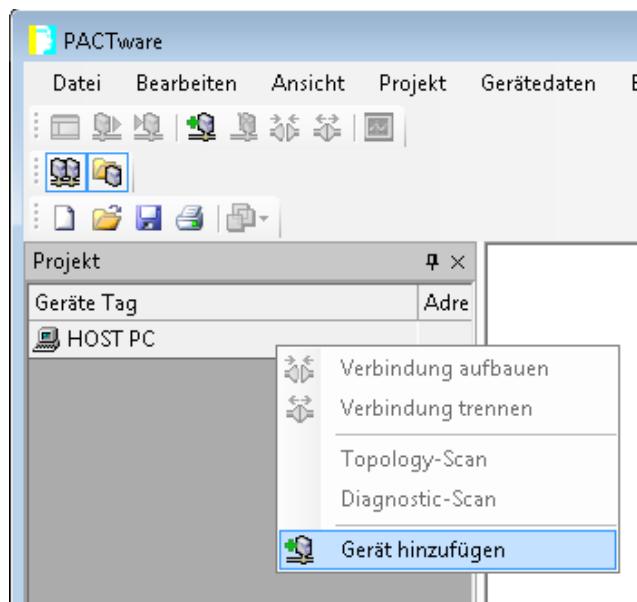 PACTware
Datei Bearbeiten Ansicht Projekt Gerätedaten
Projekt
Geräte Tag Adre
HOST PC
Verbindung aufbauen
Verbindung trennen
Topology-Scan
Diagnostic-Scan
Gerät hinzufügen